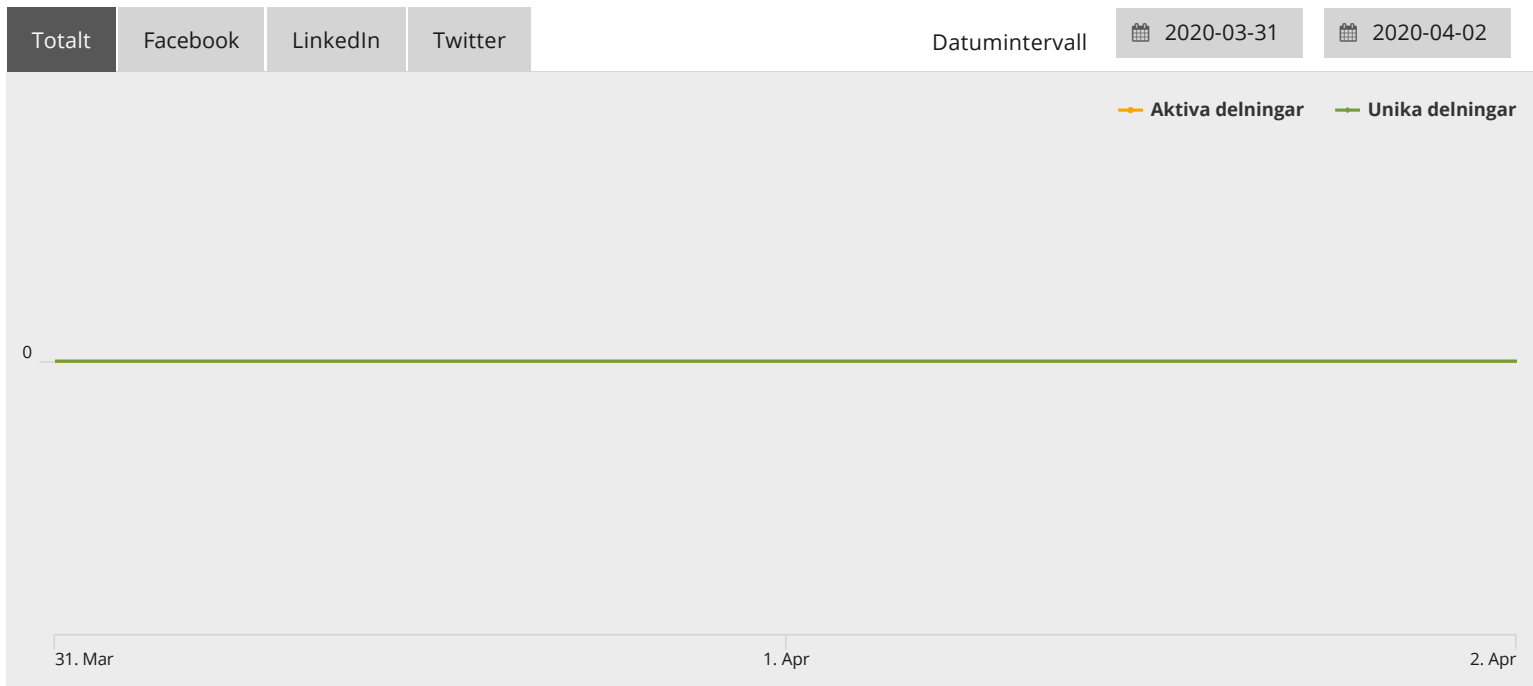 Totalt Facebook LinkedIn Twitter Datumintervall 2020-03-31 2020-04-02
Aktiva delningar Unika delningar
0
31. Mar 1. Apr 2. Apr